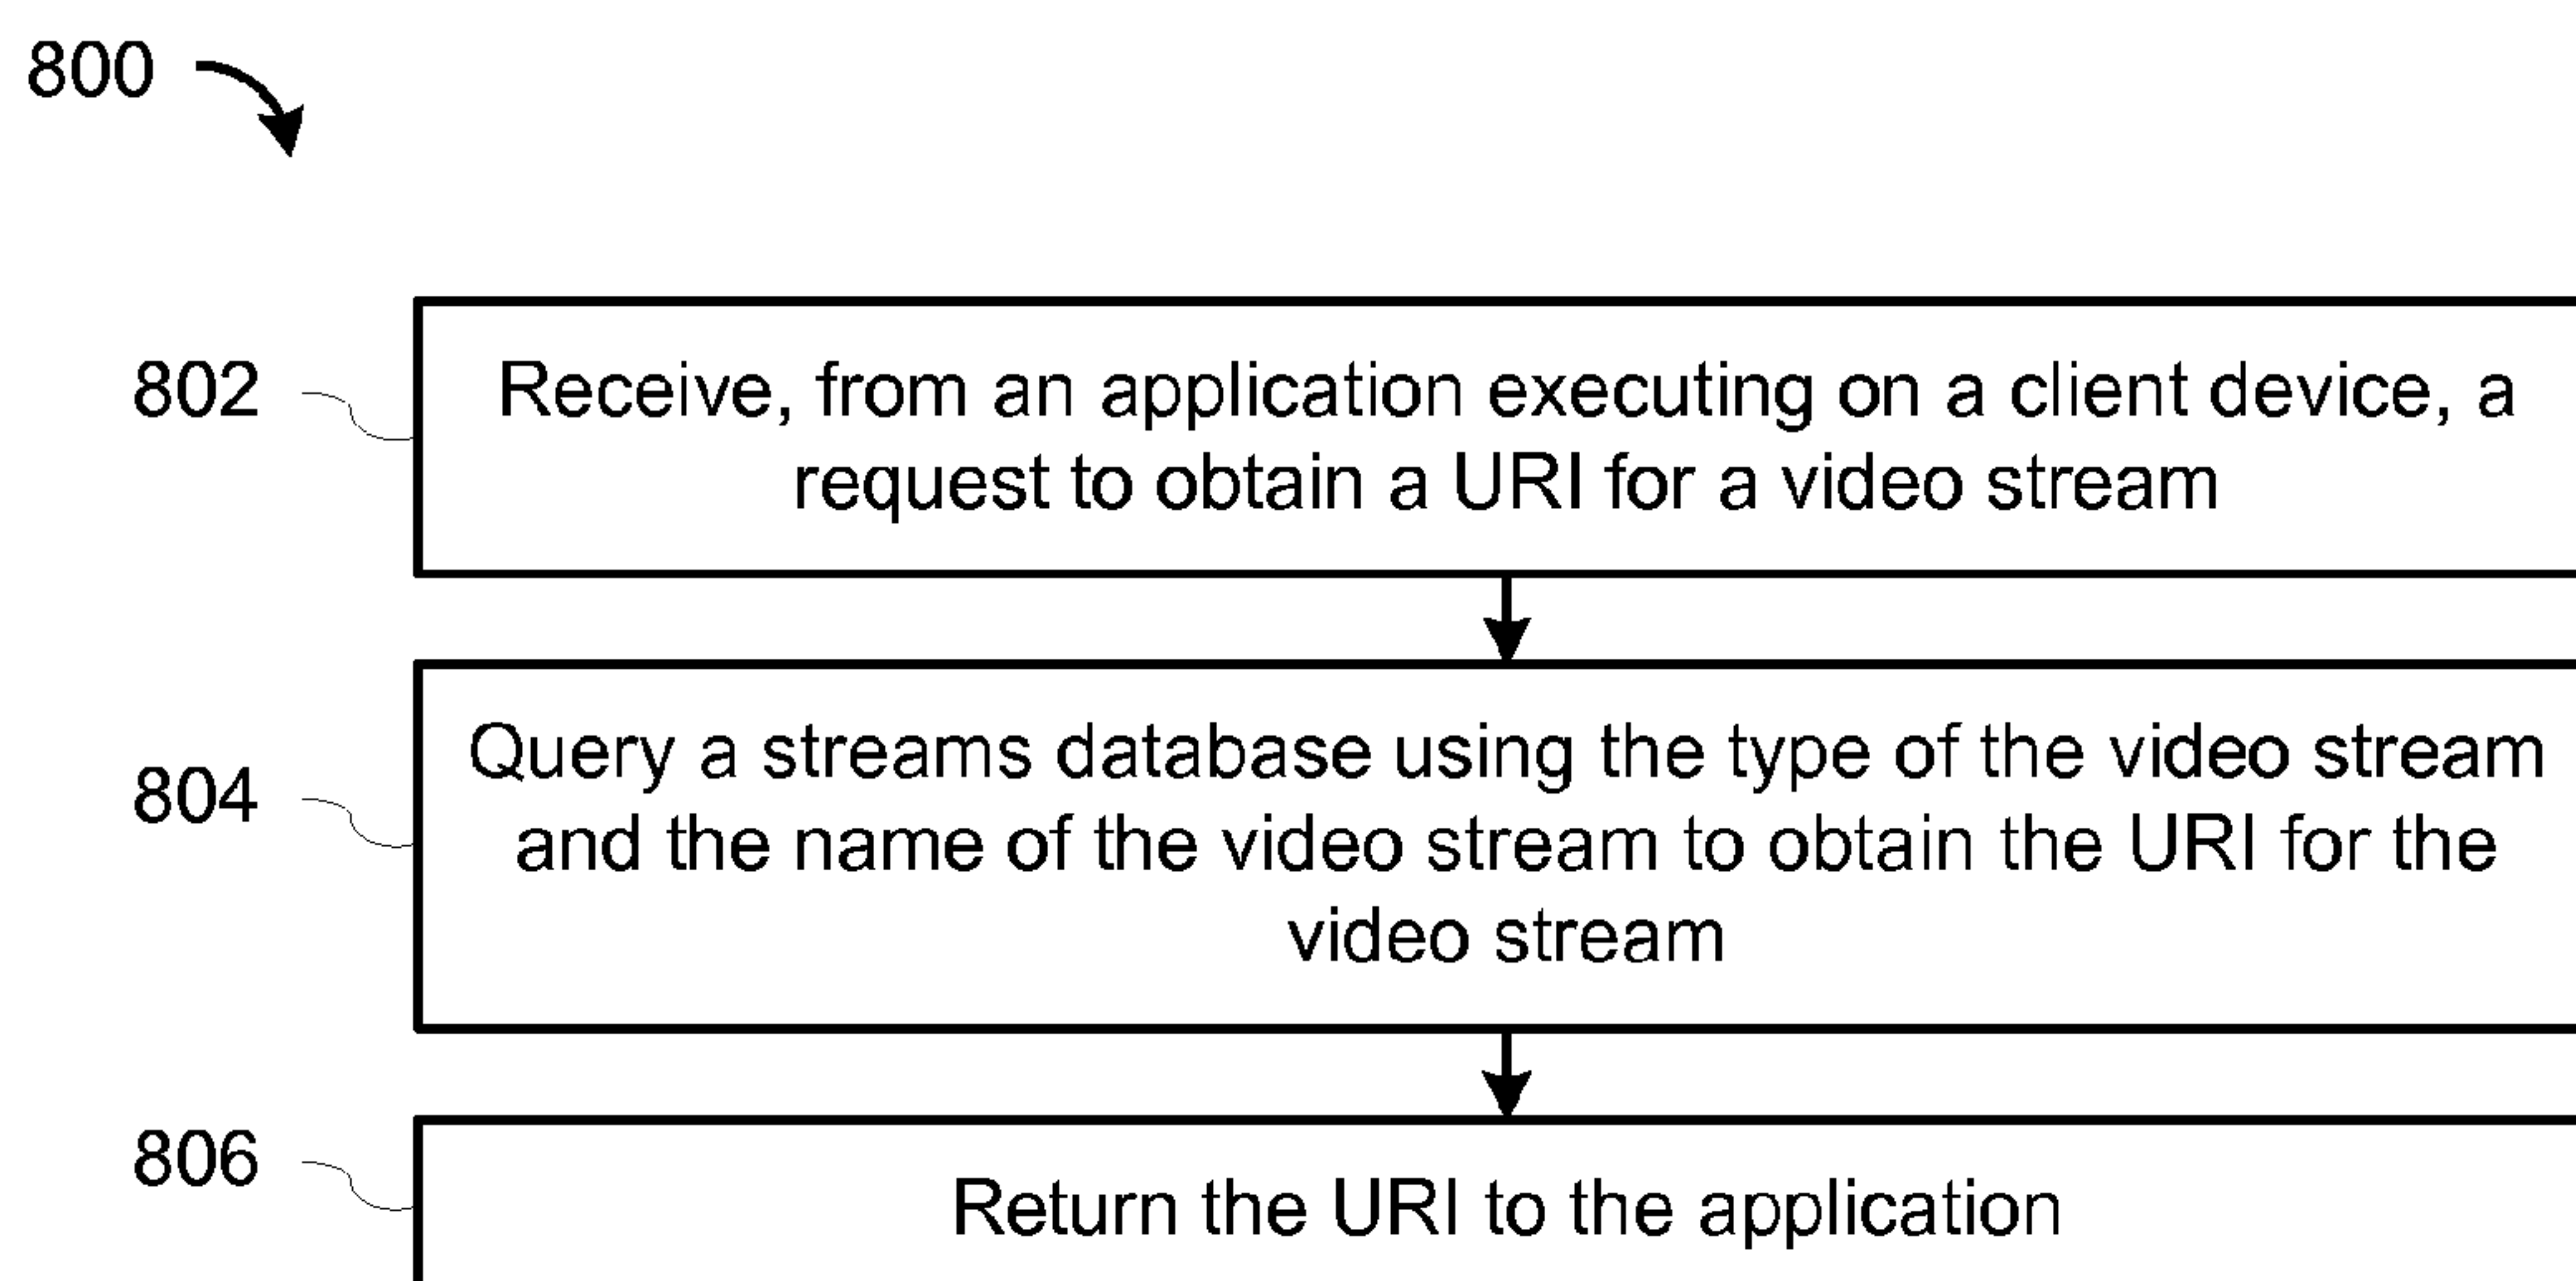 800
802
Receive, from an application executing on a client device, a
request to obtain a URI for a video stream
804
Query a streams database using the type of the video stream
and the name of the video stream to obtain the URI for the
video stream
806
Return the URI to the application